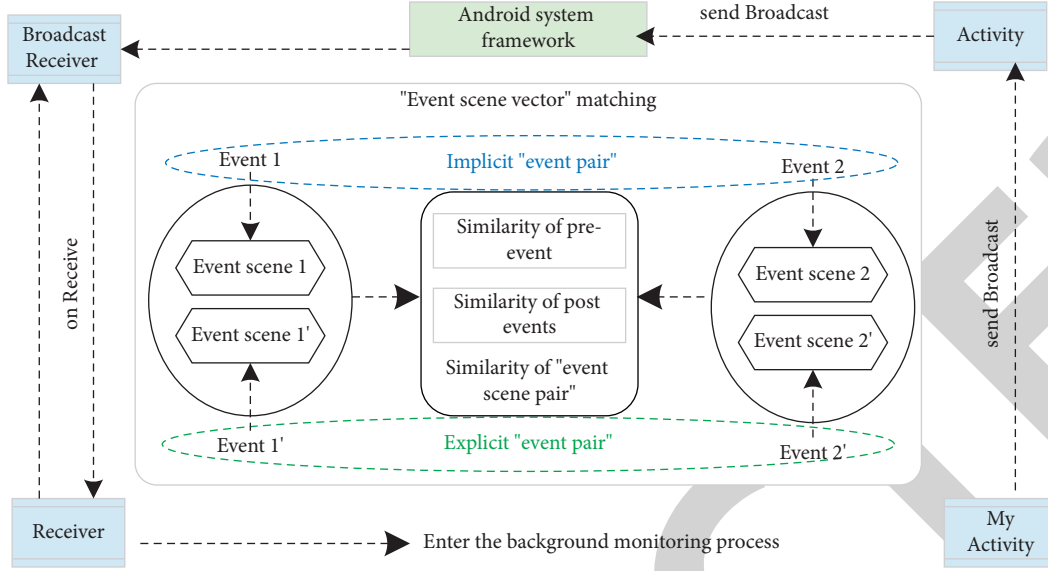 Android system
framework
send Broadcast
Broadcast
Receiver
Activity
"Event scene vector" matching
Event 1
Implicit "event pair"
Event 2
Similarity of pre-
event
Event scene 1
Event scene 2
on Receive
send Broadcast
Similarity of post
events
Event scene 1'
Event scene 2'
Similarity of "event
scene pair"
Event 1'
Explicit "event pair"
Event 2'
Receiver
Enter the background monitoring process
My
Activity